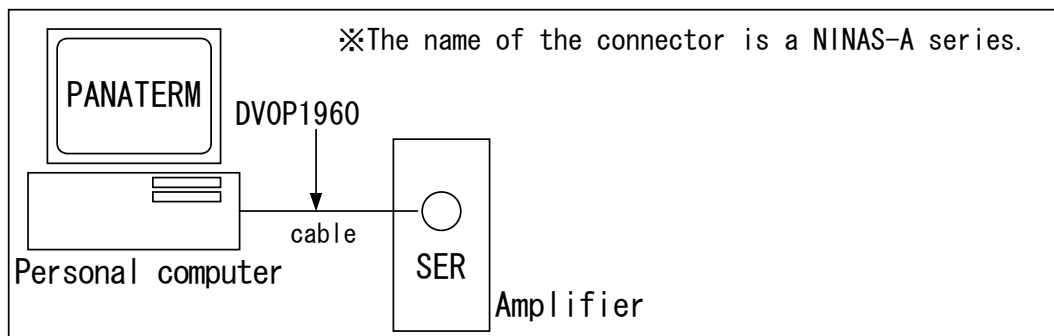 ※The name of the connector is a NINAS-A series.
PANATERM
DV0P1960
cable
SER
Personal computer
Amplifier